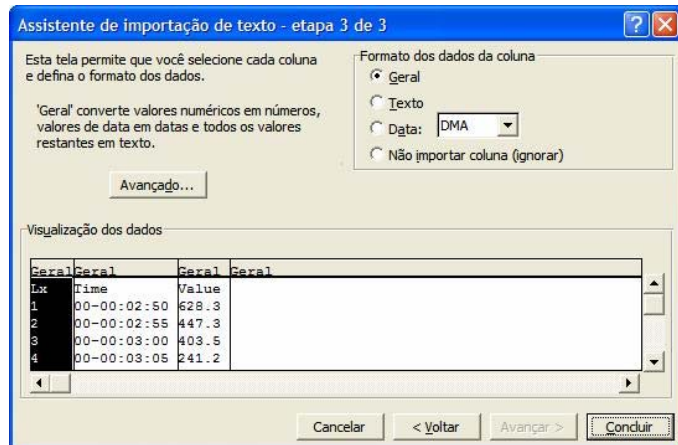 Assistente de importação de texto - etapa 3 de 3
Esta tela permite que você selecione cada coluna
e defina o formato dos dados.
'Geral' converte valores numéricos em números,
valores de data em datas e todos os valores
restantes em texto.
Avançado...
Formato dos dados da coluna
Geral
Texto
Data: DMA
Não importar coluna (ignorar)
Visualização dos dados
Geral Geral Geral Geral
Lx Time Value
1 00-00:02:50 628.3
2 00-00:02:55 447.3
3 00-00:03:00 403.5
4 00-00:03:05 241.2
Cancelar < Voltar Avançar > Concluir